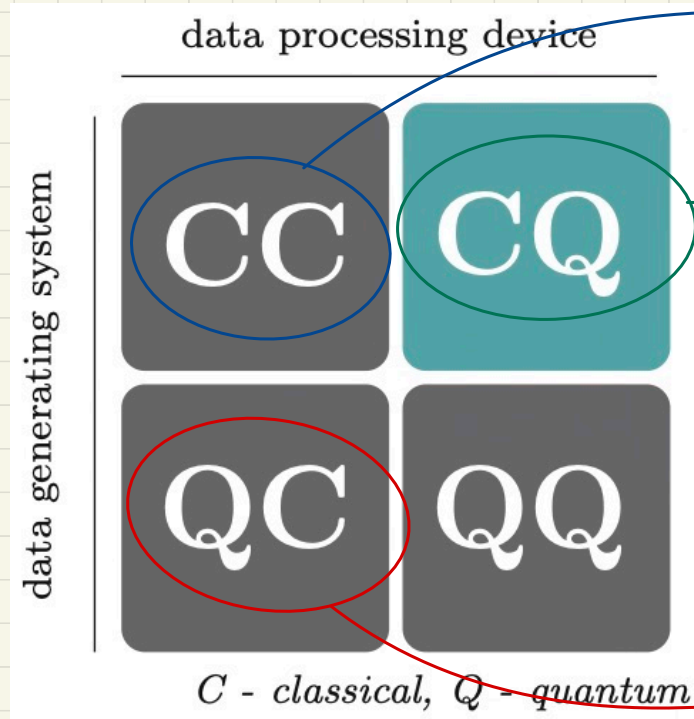 data processing device
data generating system
CC CQ
QC QQ
C - classical, Q - quantum